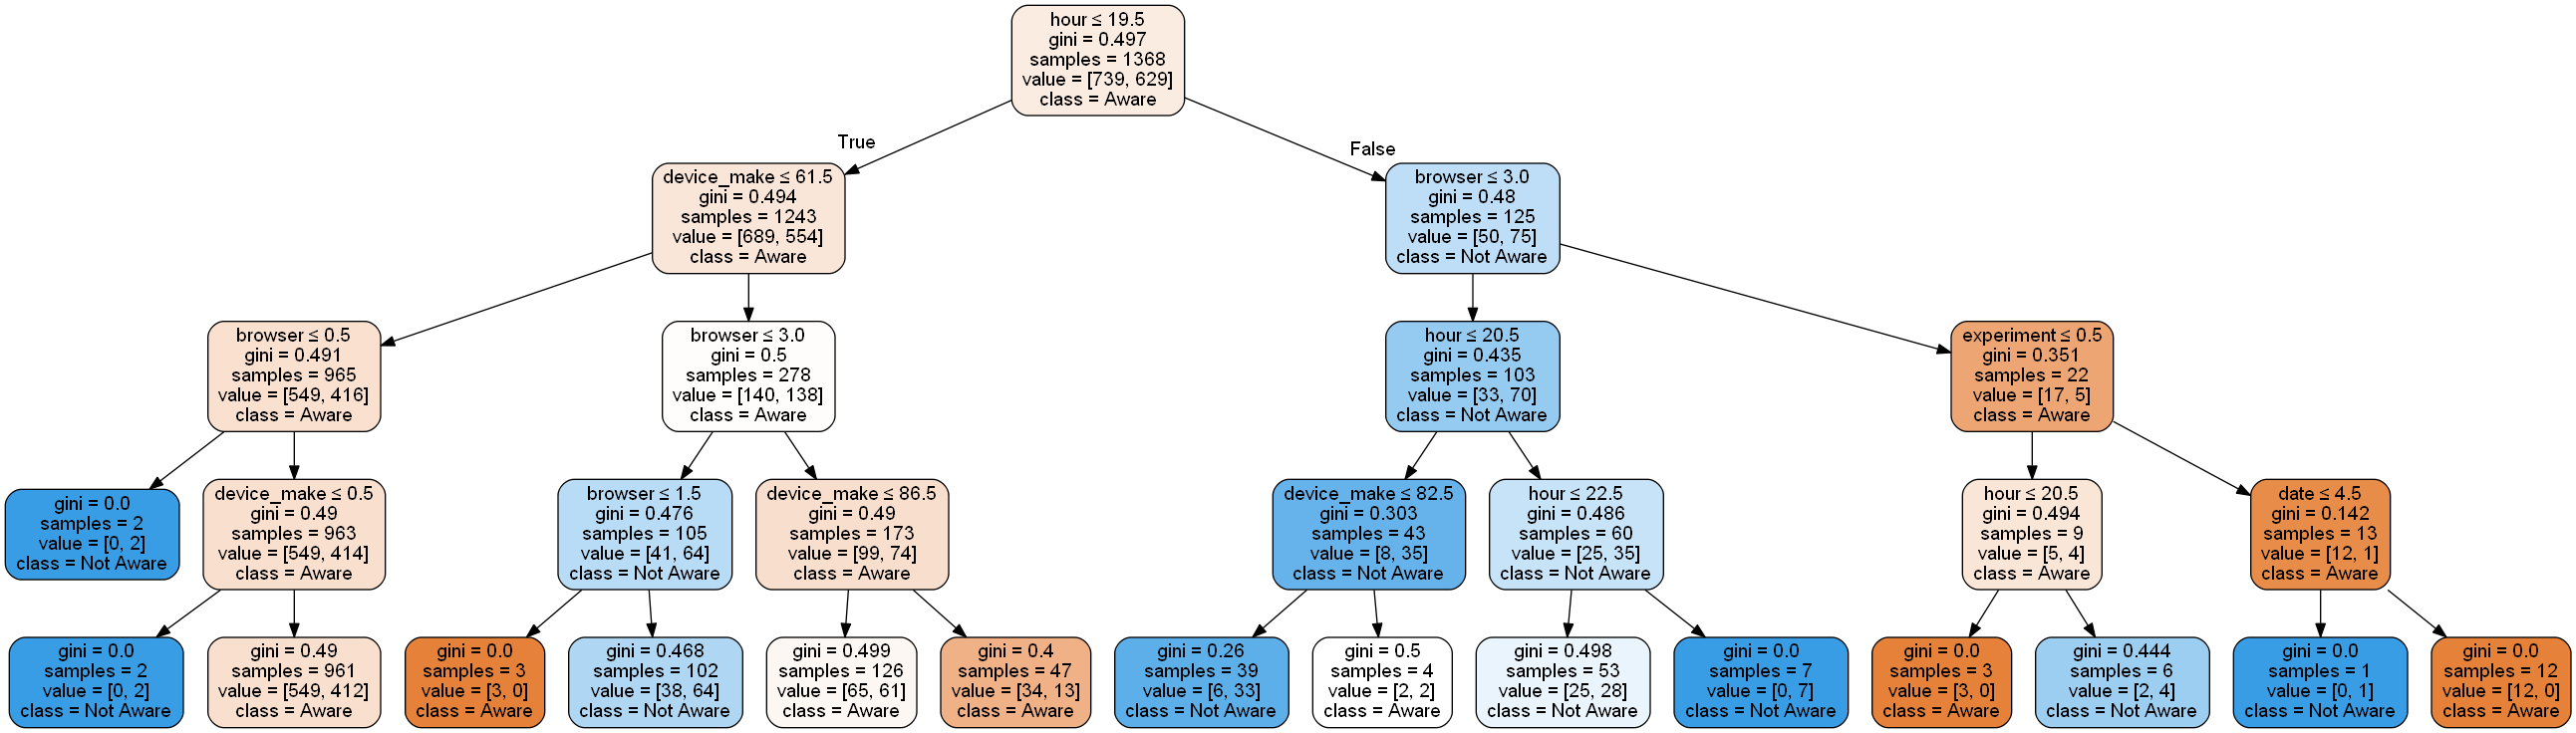 hour ≤ 19.5
gini = 0.497
samples = 1368
value = [739, 629]
class = Aware
True
False
device_make ≤ 61.5
gini = 0.494
samples = 1243
value = [689, 554]
class = Aware
browser ≤ 3.0
gini = 0.48
samples = 125
value = [50, 75]
class = Not Aware
browser ≤ 0.5
gini = 0.491
samples = 965
value = [549, 416]
class = Aware
browser ≤ 3.0
gini = 0.5
samples = 278
value = [140, 138]
class = Aware
hour ≤ 20.5
gini = 0.435
samples = 103
value = [33, 70]
class = Not Aware
experiment ≤ 0.5
gini = 0.351
samples = 22
value = [17, 5]
class = Aware
gini = 0.0
samples = 2
value = [0, 2]
class = Not Aware
device_make ≤ 0.5
gini = 0.49
samples = 963
value = [549, 414]
class = Aware
browser ≤ 1.5
gini = 0.476
samples = 105
value = [41, 64]
class = Not Aware
device_make ≤ 86.5
gini = 0.49
samples = 173
value = [99, 74]
class = Aware
device_make ≤ 82.5
gini = 0.303
samples = 43
value = [8, 35]
class = Not Aware
hour ≤ 22.5
gini = 0.486
samples = 60
value = [25, 35]
class = Not Aware
hour ≤ 20.5
gini = 0.494
samples = 9
value = [5, 4]
class = Aware
date ≤ 4.5
gini = 0.142
samples = 13
value = [12, 1]
class = Aware
gini = 0.0
samples = 2
value = [0, 2]
class = Not Aware
gini = 0.49
samples = 961
value = [549, 412]
class = Aware
gini = 0.0
samples = 3
value = [3, 0]
class = Aware
gini = 0.468
samples = 102
value = [38, 64]
class = Not Aware
gini = 0.499
samples = 126
value = [65, 61]
class = Aware
gini = 0.4
samples = 47
value = [34, 13]
class = Aware
gini = 0.26
samples = 39
value = [6, 33]
class = Not Aware
gini = 0.5
samples = 4
value = [2, 2]
class = Aware
gini = 0.498
samples = 53
value = [25, 28]
class = Not Aware
gini = 0.0
samples = 7
value = [0, 7]
class = Not Aware
gini = 0.0
samples = 3
value = [3, 0]
class = Aware
gini = 0.444
samples = 6
value = [2, 4]
class = Not Aware
gini = 0.0
samples = 1
value = [0, 1]
class = Not Aware
gini = 0.0
samples = 12
value = [12, 0]
class = Aware